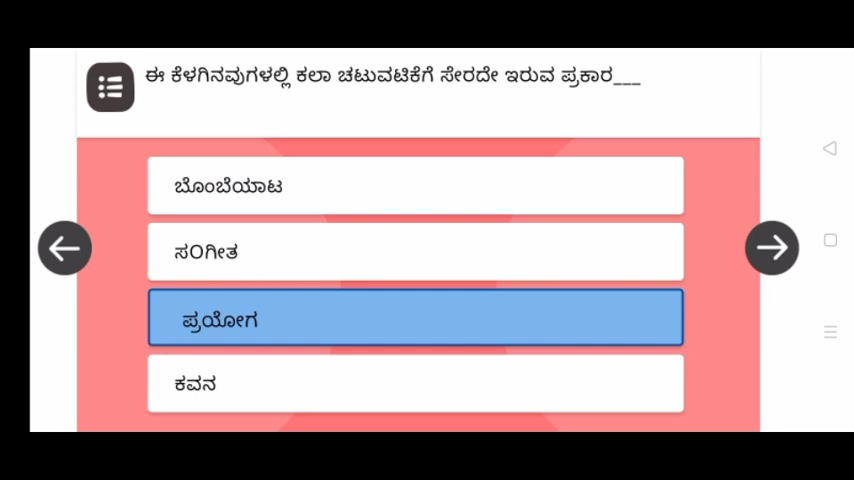 ಈ ಕೆಳಗಿನವುಗಳಲ್ಲಿ ಕಲಾ ಚಟುವಟಿಕೆಗೆ ಸೇರದೇ ಇರುವ ಪ್ರಕಾರ___
ಬೊಂಬೆಯಾಟ
ಸಂಗೀತ
ಪ್ರಯೋಗ
ಕವನ